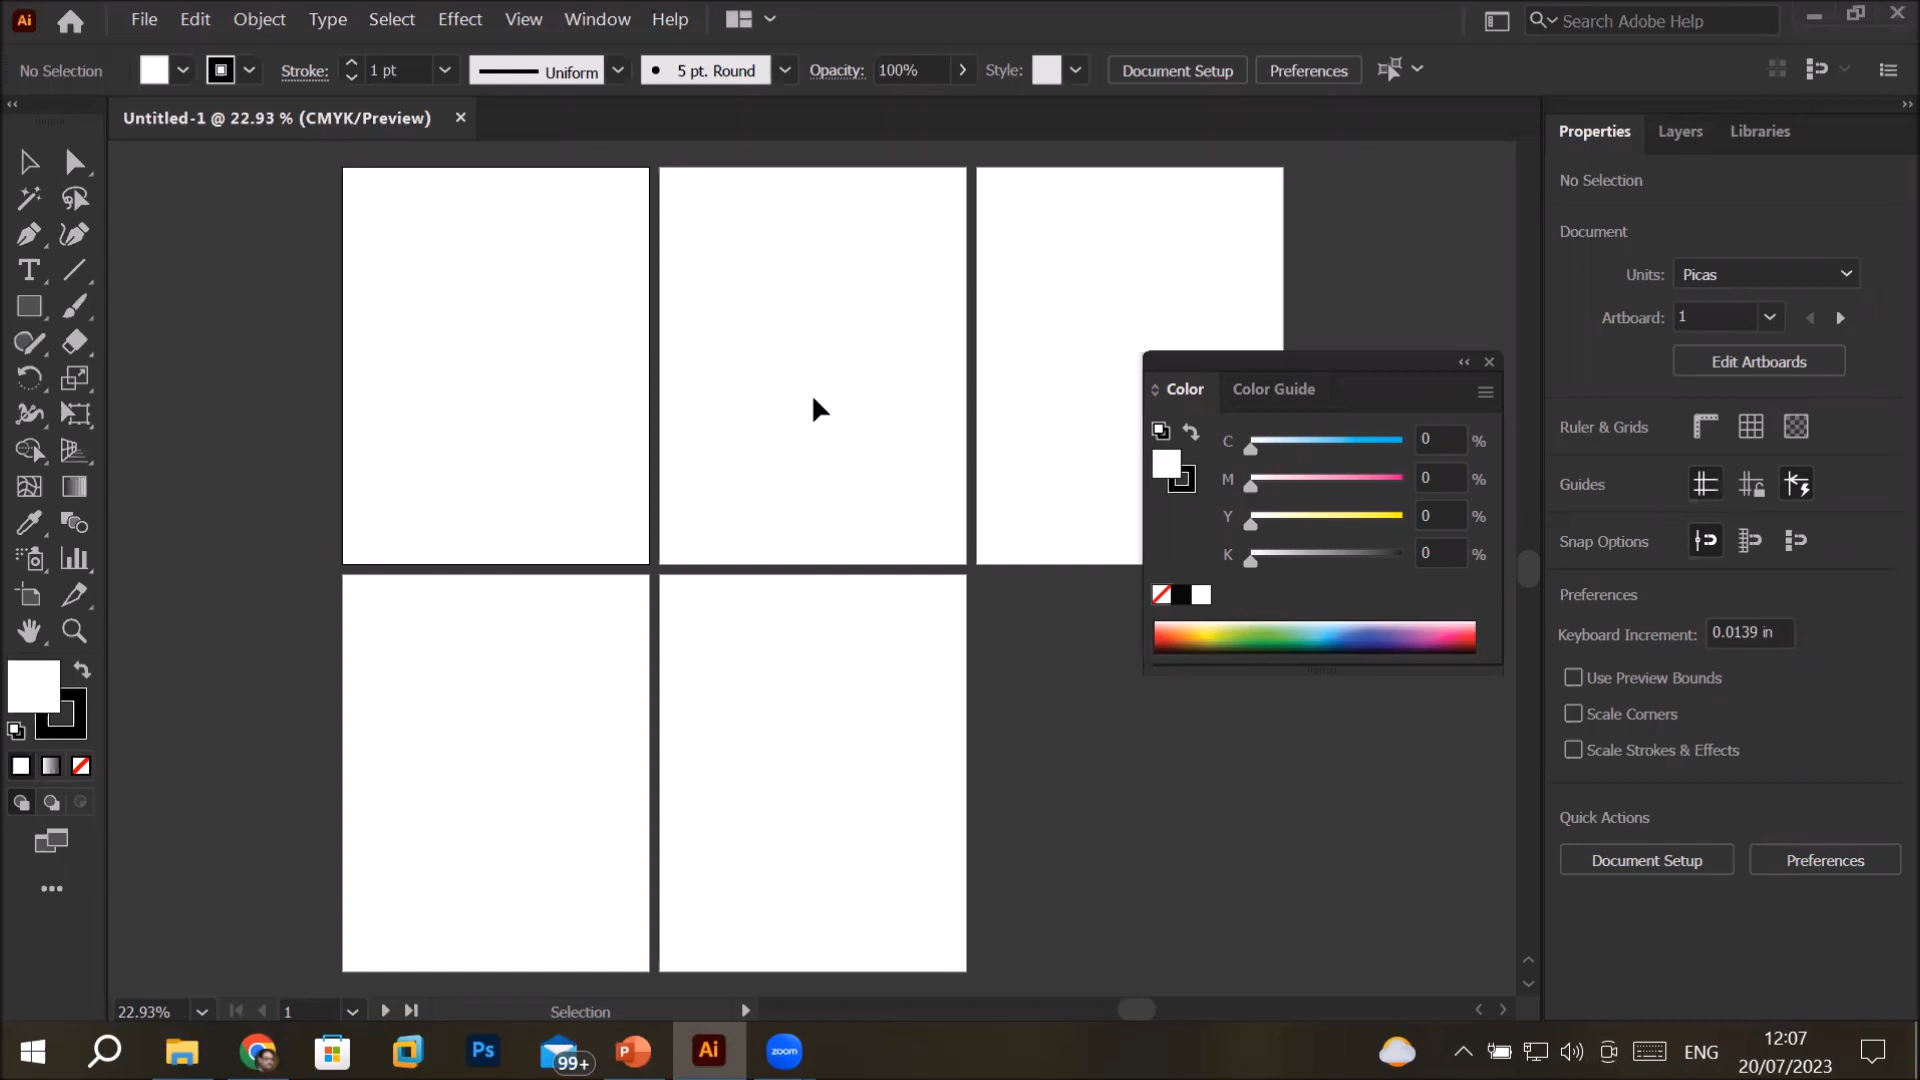 Ai File Edit Object Type Select Effect View Window Help Search Adobe Help
No Selection Stroke: 1 pt Uniform 5 pt. Round Opacity: 100% Style: Document Setup Preferences
Untitled-1 @ 22.93 % (CMYK/Preview)
Properties Layers Libraries
No Selection
Document
Units: Picas
Artboard: 1
Edit Artboards
Color Color Guide
Ruler & Grids
C 0 %
M 0 %
Guides
Y 0 %
Snap Options
K 0 %
Preferences
Keyboard Increment: 0.0139 in
Use Preview Bounds
Scale Corners
Scale Strokes & Effects
Quick Actions
Document Setup Preferences
22.93% 1 Selection
Ps 99+ P Ai zoom ENG 12:07
20/07/2023